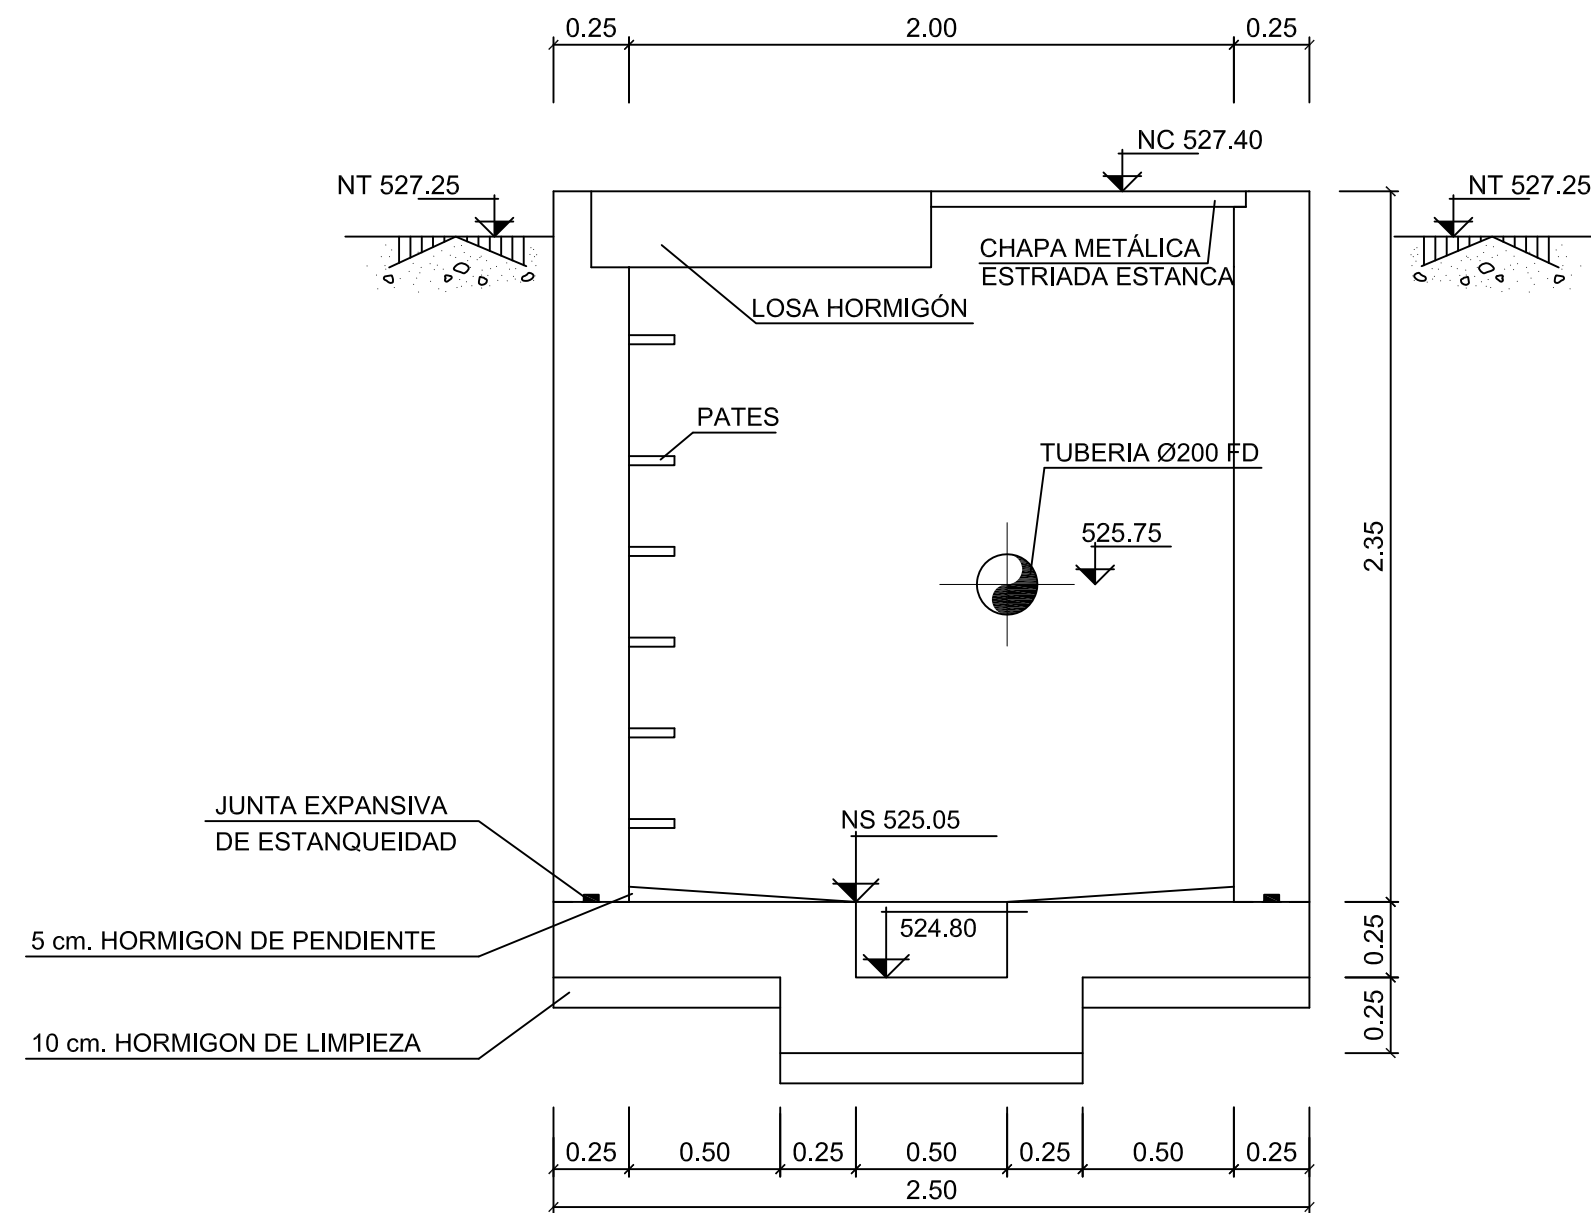 0.25 2.00 0.25
NC 527.40
NT 527.25
NT 527.25
CHAPA METÁLICA
ESTRIADA ESTANCA
LOSA HORMIGÓN
PATES
TUBERIA Ø200 FD
525.75
2.35
JUNTA EXPANSIVA
DE ESTANQUEIDAD
NS 525.05
524.80
5 cm. HORMIGON DE PENDIENTE
0.25
10 cm. HORMIGON DE LIMPIEZA
0.25
0.25 0.50 0.25 0.50 0.25 0.50 0.25
2.50